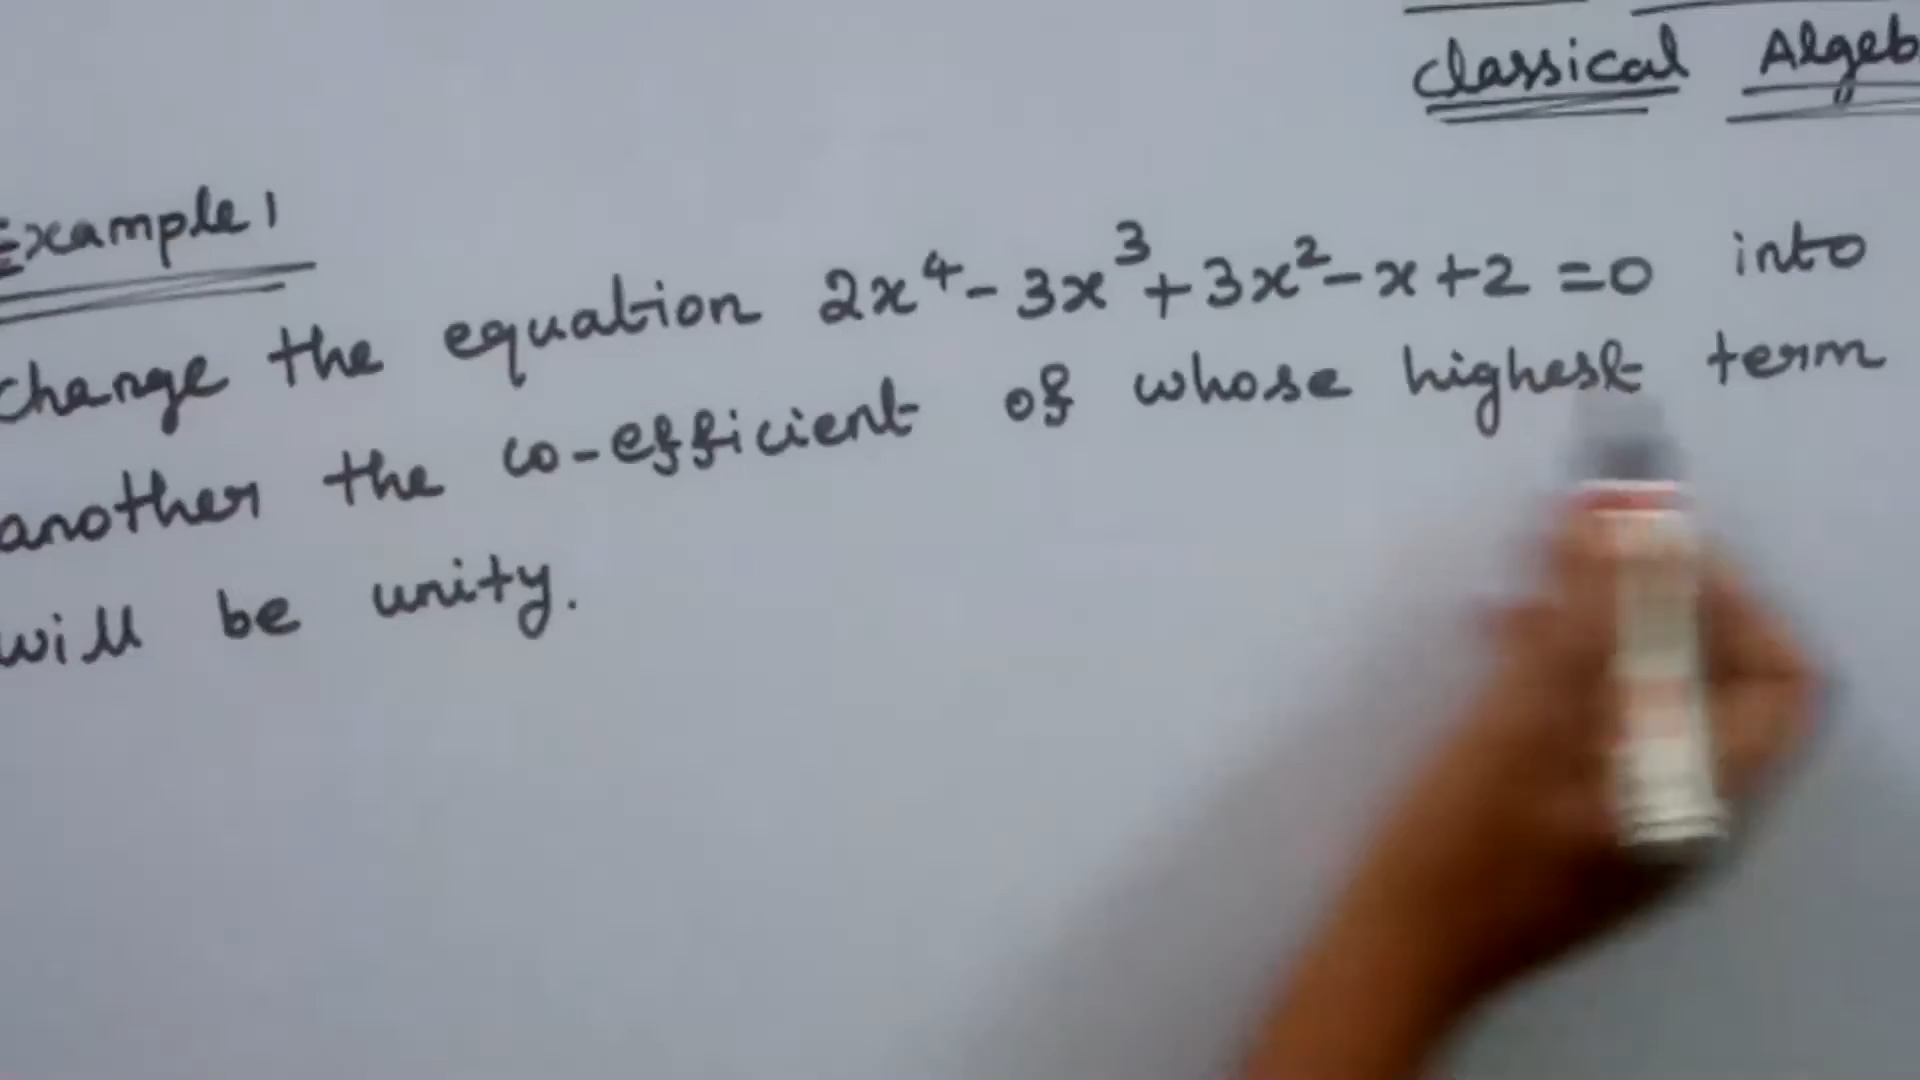 Classical Algeb
Example 1
Change the equation 2x⁴ - 3x³ + 3x² - x + 2 = 0 into
another the co-efficient of whose highest term
will be unity.